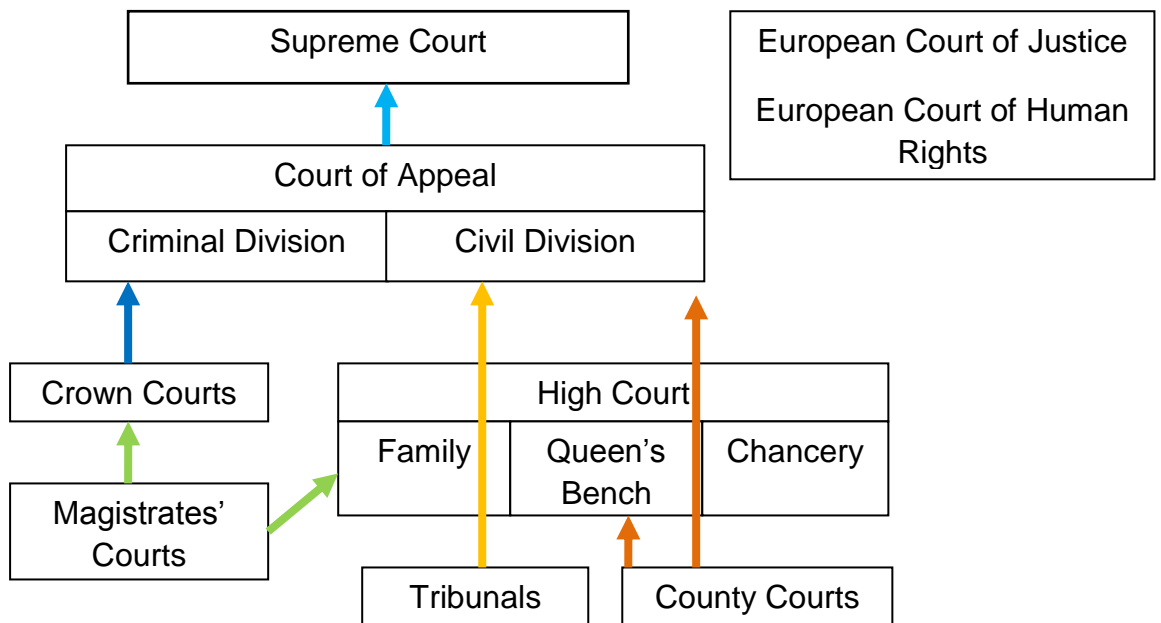 Supreme Court
European Court of Justice
European Court of Human
Rights
Court of Appeal
Criminal Division
Civil Division
Crown Courts
High Court
Family
Queen's
Bench
Chancery
Magistrates'
Courts
Tribunals
County Courts